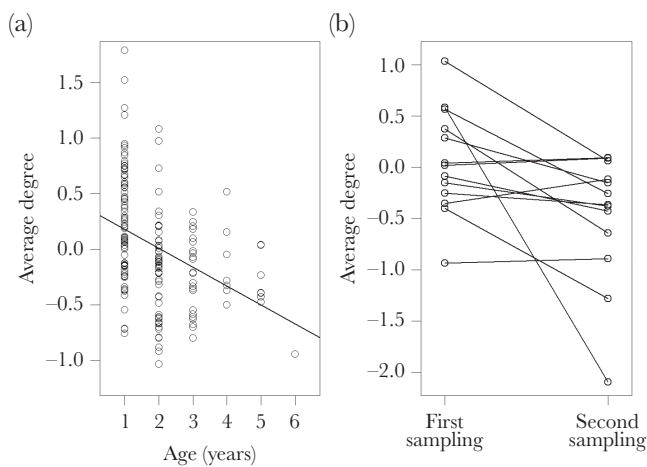 (a)
Average degree
1.5
1.0
0.5
0.0
–0.5
–1.0
1 2 3 4 5 6
Age (years)
(b)
Average degree
1.0
0.5
0.0
–0.5
–1.0
–1.5
–2.0
First sampling
Second sampling